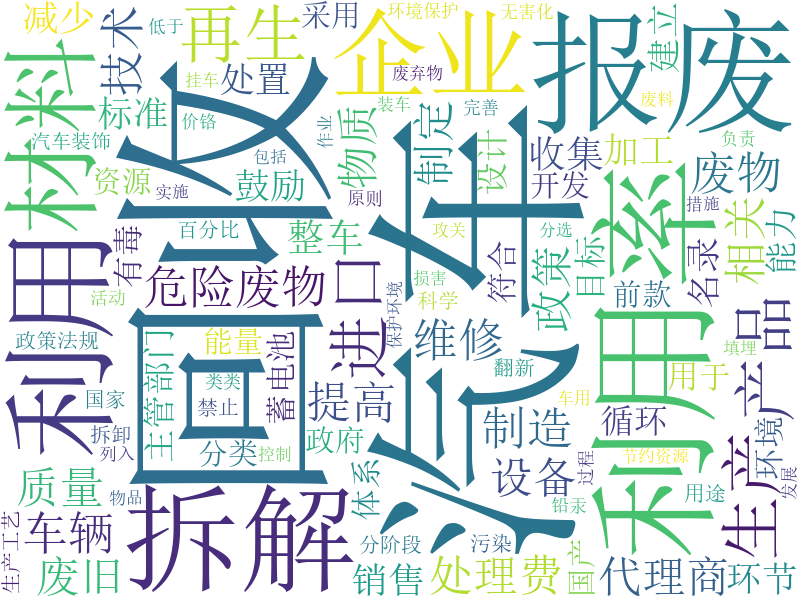 减少
低于
再生
采用
环境保护
无害化
企业
报废
建立
材料
技术
挂车
处置
废弃物
装车
完善
废料
标准
价铬
作业
汽车装饰
回收
包括
物质
制定
设计
收集
加工
废物
负责
资源
实施
鼓励
原则
汽车
开发
利用率
措施
相关
能力
有毒
百分比
整车
攻关
分选
政策
目标
名录
利用
活动
危险废物
进口
损害
科学
符合
前款
产品
政策法规
主管部门
能量
蓄电池
保护环境
维修
翻新
利用
填埋
国家
类类
禁止
提高
车用
用于
拆卸
列入
分类
控制
政府
制造
循环
节约资源
环境
生产
质量
物品
拆解
体系
设备
过程
铅汞
用途
发展
生产工艺
车辆
废旧
分阶段
污染
销售
处理费
国产
代理商
环节